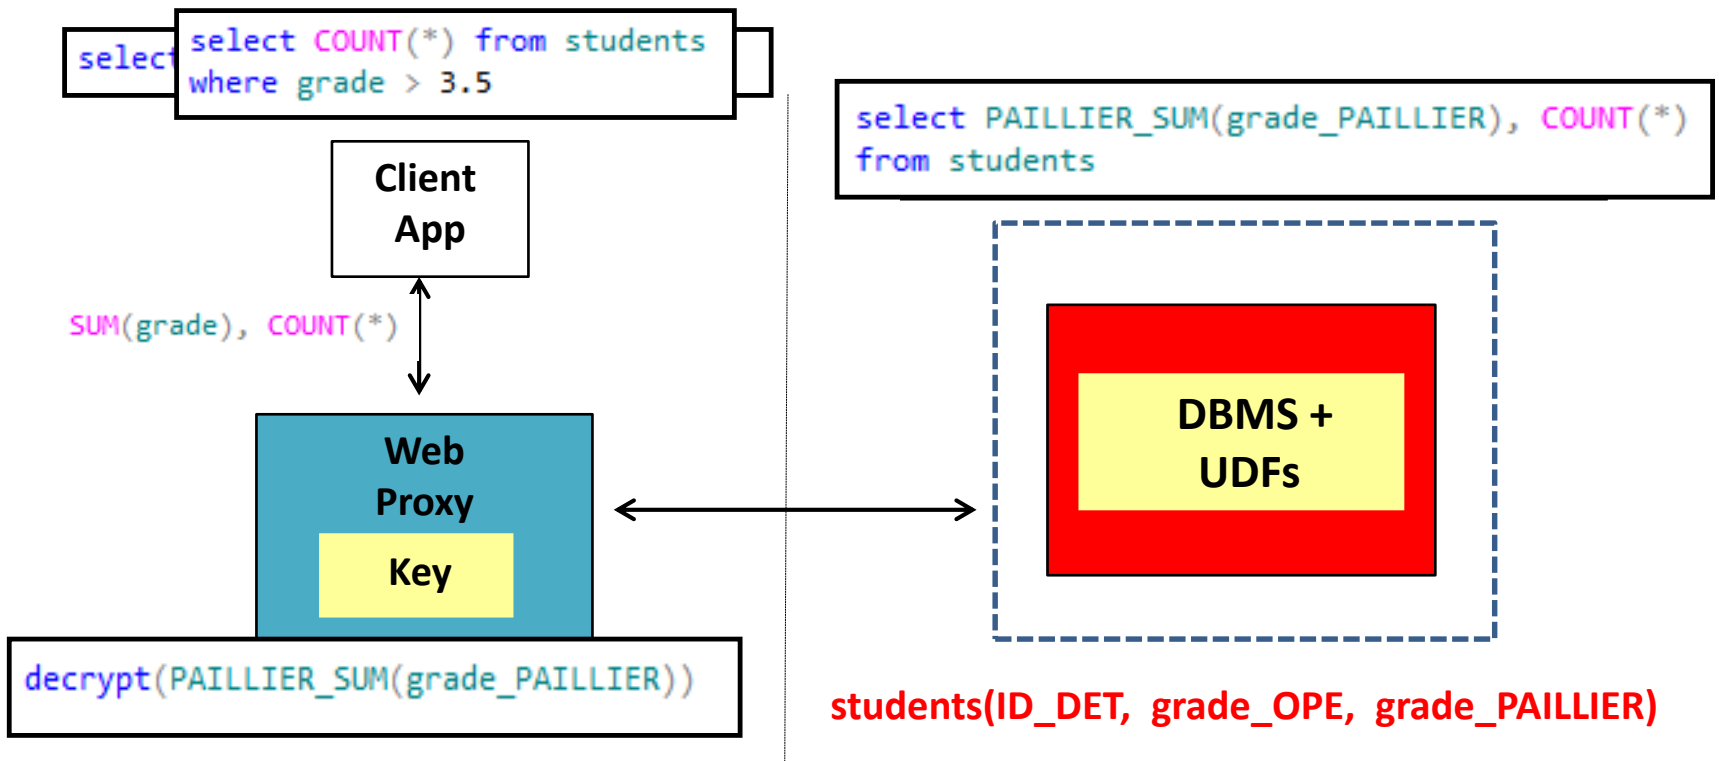 select COUNT(*) from students
where grade > 3.5
select
select PAILLIER_SUM(grade_PAILLIER), COUNT(*)
from students
Client
App
SUM(grade), COUNT(*)
Web
Proxy
Key
decrypt(PAILLIER_SUM(grade_PAILLIER))
DBMS +
UDFs
students(ID_DET, grade_OPE, grade_PAILLIER)